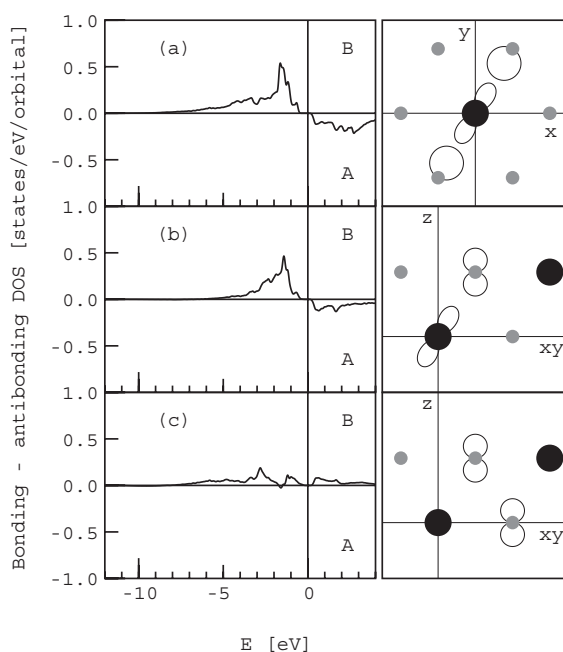 Bonding - antibonding DOS [states/eV/orbital]
1.0
(a)
B
0.5
0.0
-0.5
A
y
x
1.0
(b)
B
0.5
0.0
-0.5
A
z
xy
1.0
(c)
B
0.5
0.0
-0.5
A
-1.0
z
xy
-10
-5
0
E [eV]